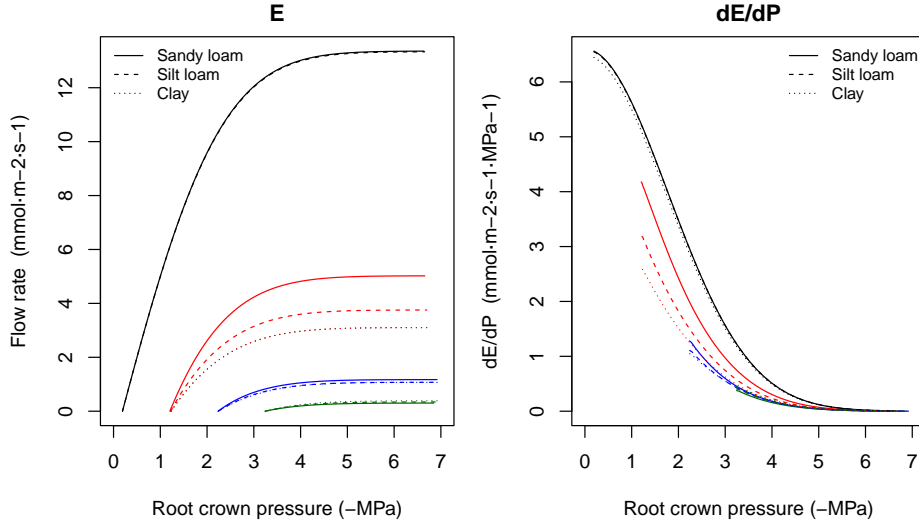 E
Flow rate (mmol·m−2·s−1)
0 2 4 6 8 10 12
Sandy loam
Silt loam
Clay
0 1 2 3 4 5 6 7
Root crown pressure (−MPa)
dE/dP
dE/dP (mmol·m−2·s−1·MPa−1)
0 1 2 3 4 5 6
Sandy loam
Silt loam
Clay
0 1 2 3 4 5 6 7
Root crown pressure (−MPa)